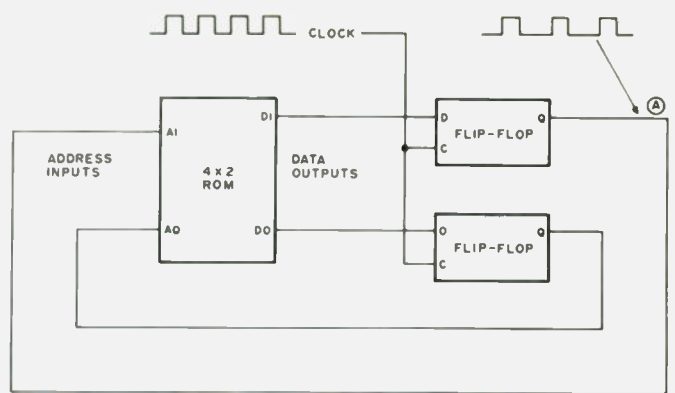 CLOCK
A
A1
D1
D
Q
FLIP-FLOP
C
ADDRESS
INPUTS
4 x 2
ROM
DATA
OUTPUTS
A0
D0
O
Q
FLIP-FLOP
C